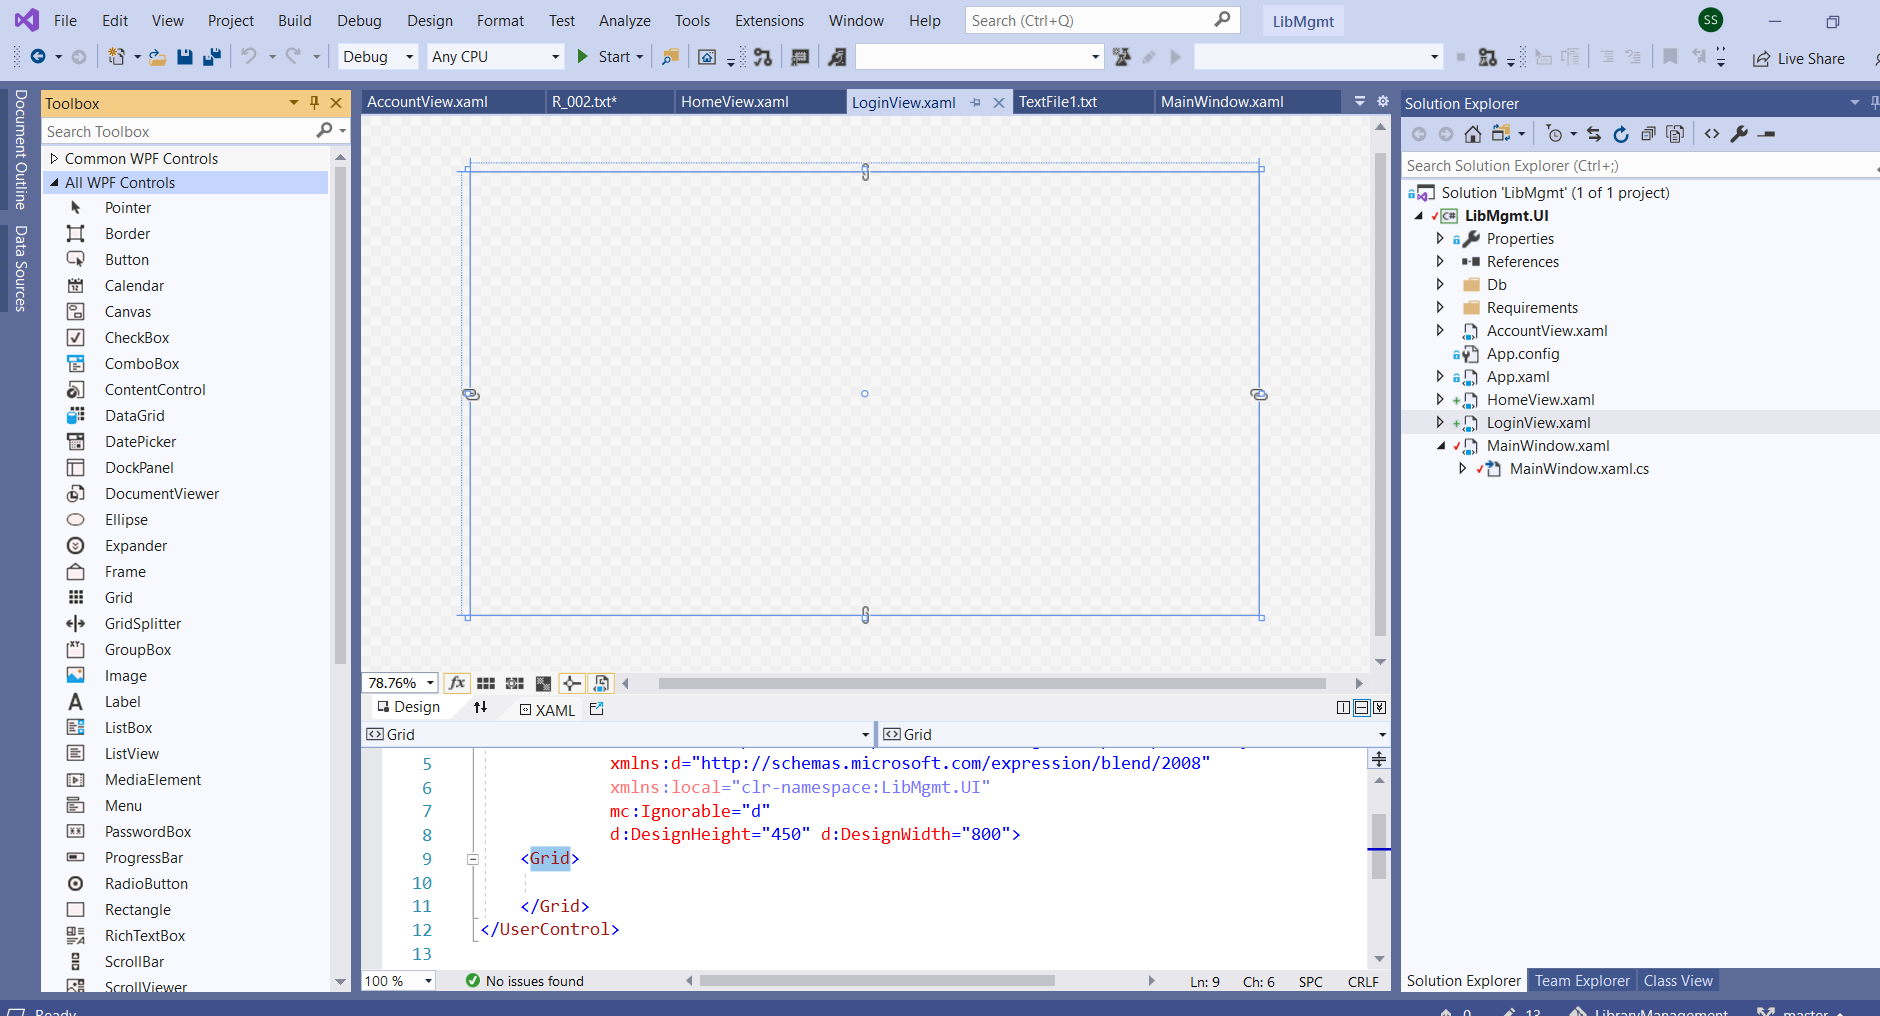 File Edit View Project Build Debug Design Format Test Analyze Tools Extensions Window Help Search (Ctrl+Q) LibMgmt SS
Debug Any CPU Start Live Share
Document Outline
Data Sources
Toolbox
Search Toolbox
Common WPF Controls
All WPF Controls
Pointer
Border
Button
Calendar
Canvas
CheckBox
ComboBox
ContentControl
DataGrid
DatePicker
DockPanel
DocumentViewer
Ellipse
Expander
Frame
Grid
GridSplitter
GroupBox
Image
Label
ListBox
ListView
MediaElement
Menu
PasswordBox
ProgressBar
RadioButton
Rectangle
RichTextBox
ScrollBar
ScrollViewer
AccountView.xaml R_002.txt* HomeView.xaml LoginView.xaml TextFile1.txt MainWindow.xaml
78.76% fx
Design XAML
Grid Grid
5 xmlns:d="http://schemas.microsoft.com/expression/blend/2008"
6 xmlns:local="clr-namespace:LibMgmt.UI"
7 mc:Ignorable="d"
8 d:DesignHeight="450" d:DesignWidth="800">
9 <Grid>
10
11 </Grid>
12 </UserControl>
13
100 % No issues found Ln: 9 Ch: 6 SPC CRLF
Solution Explorer
Search Solution Explorer (Ctrl+;)
Solution 'LibMgmt' (1 of 1 project)
LibMgmt.UI
Properties
References
Db
Requirements
AccountView.xaml
App.config
App.xaml
HomeView.xaml
LoginView.xaml
MainWindow.xaml
MainWindow.xaml.cs
Solution Explorer Team Explorer Class View
Ready 0 13 LibraryManagement master